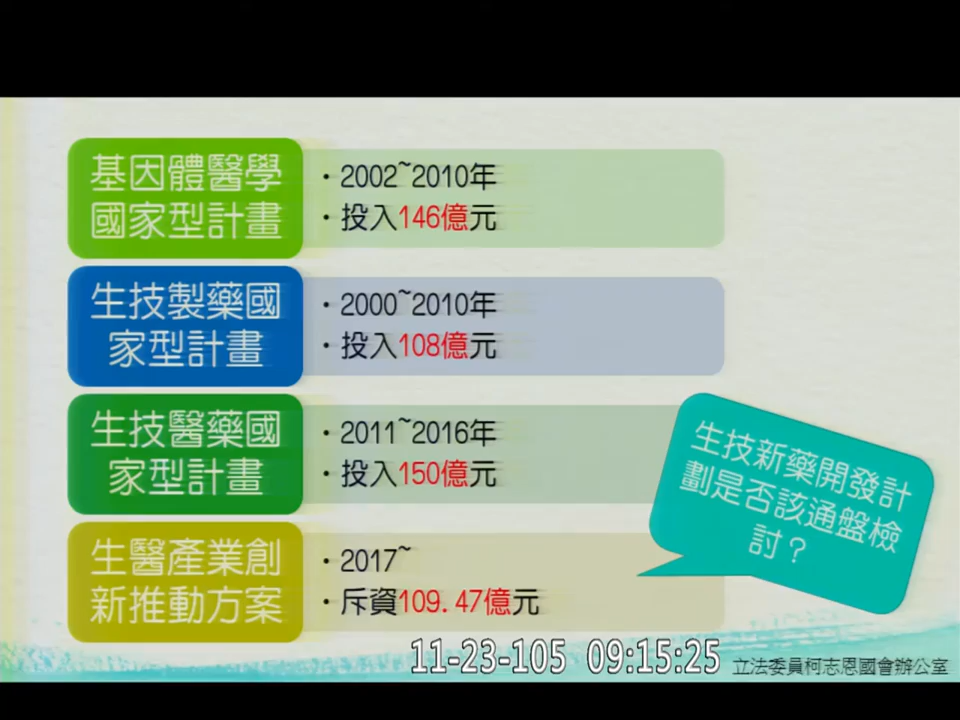 基因體醫學
國家型計畫
・2002~2010年
・投入146億元
生技製藥國
家型計畫
・2000~2010年
・投入108億元
生技醫藥國
家型計畫
・2011~2016年
・投入150億元
生醫產業創
新推動方案
・2017~
・斥資109.47億元
生技新藥開發計
劃是否該通盤檢
討？
11-23-105 09:15:25
立法委員柯志恩國會辦公室